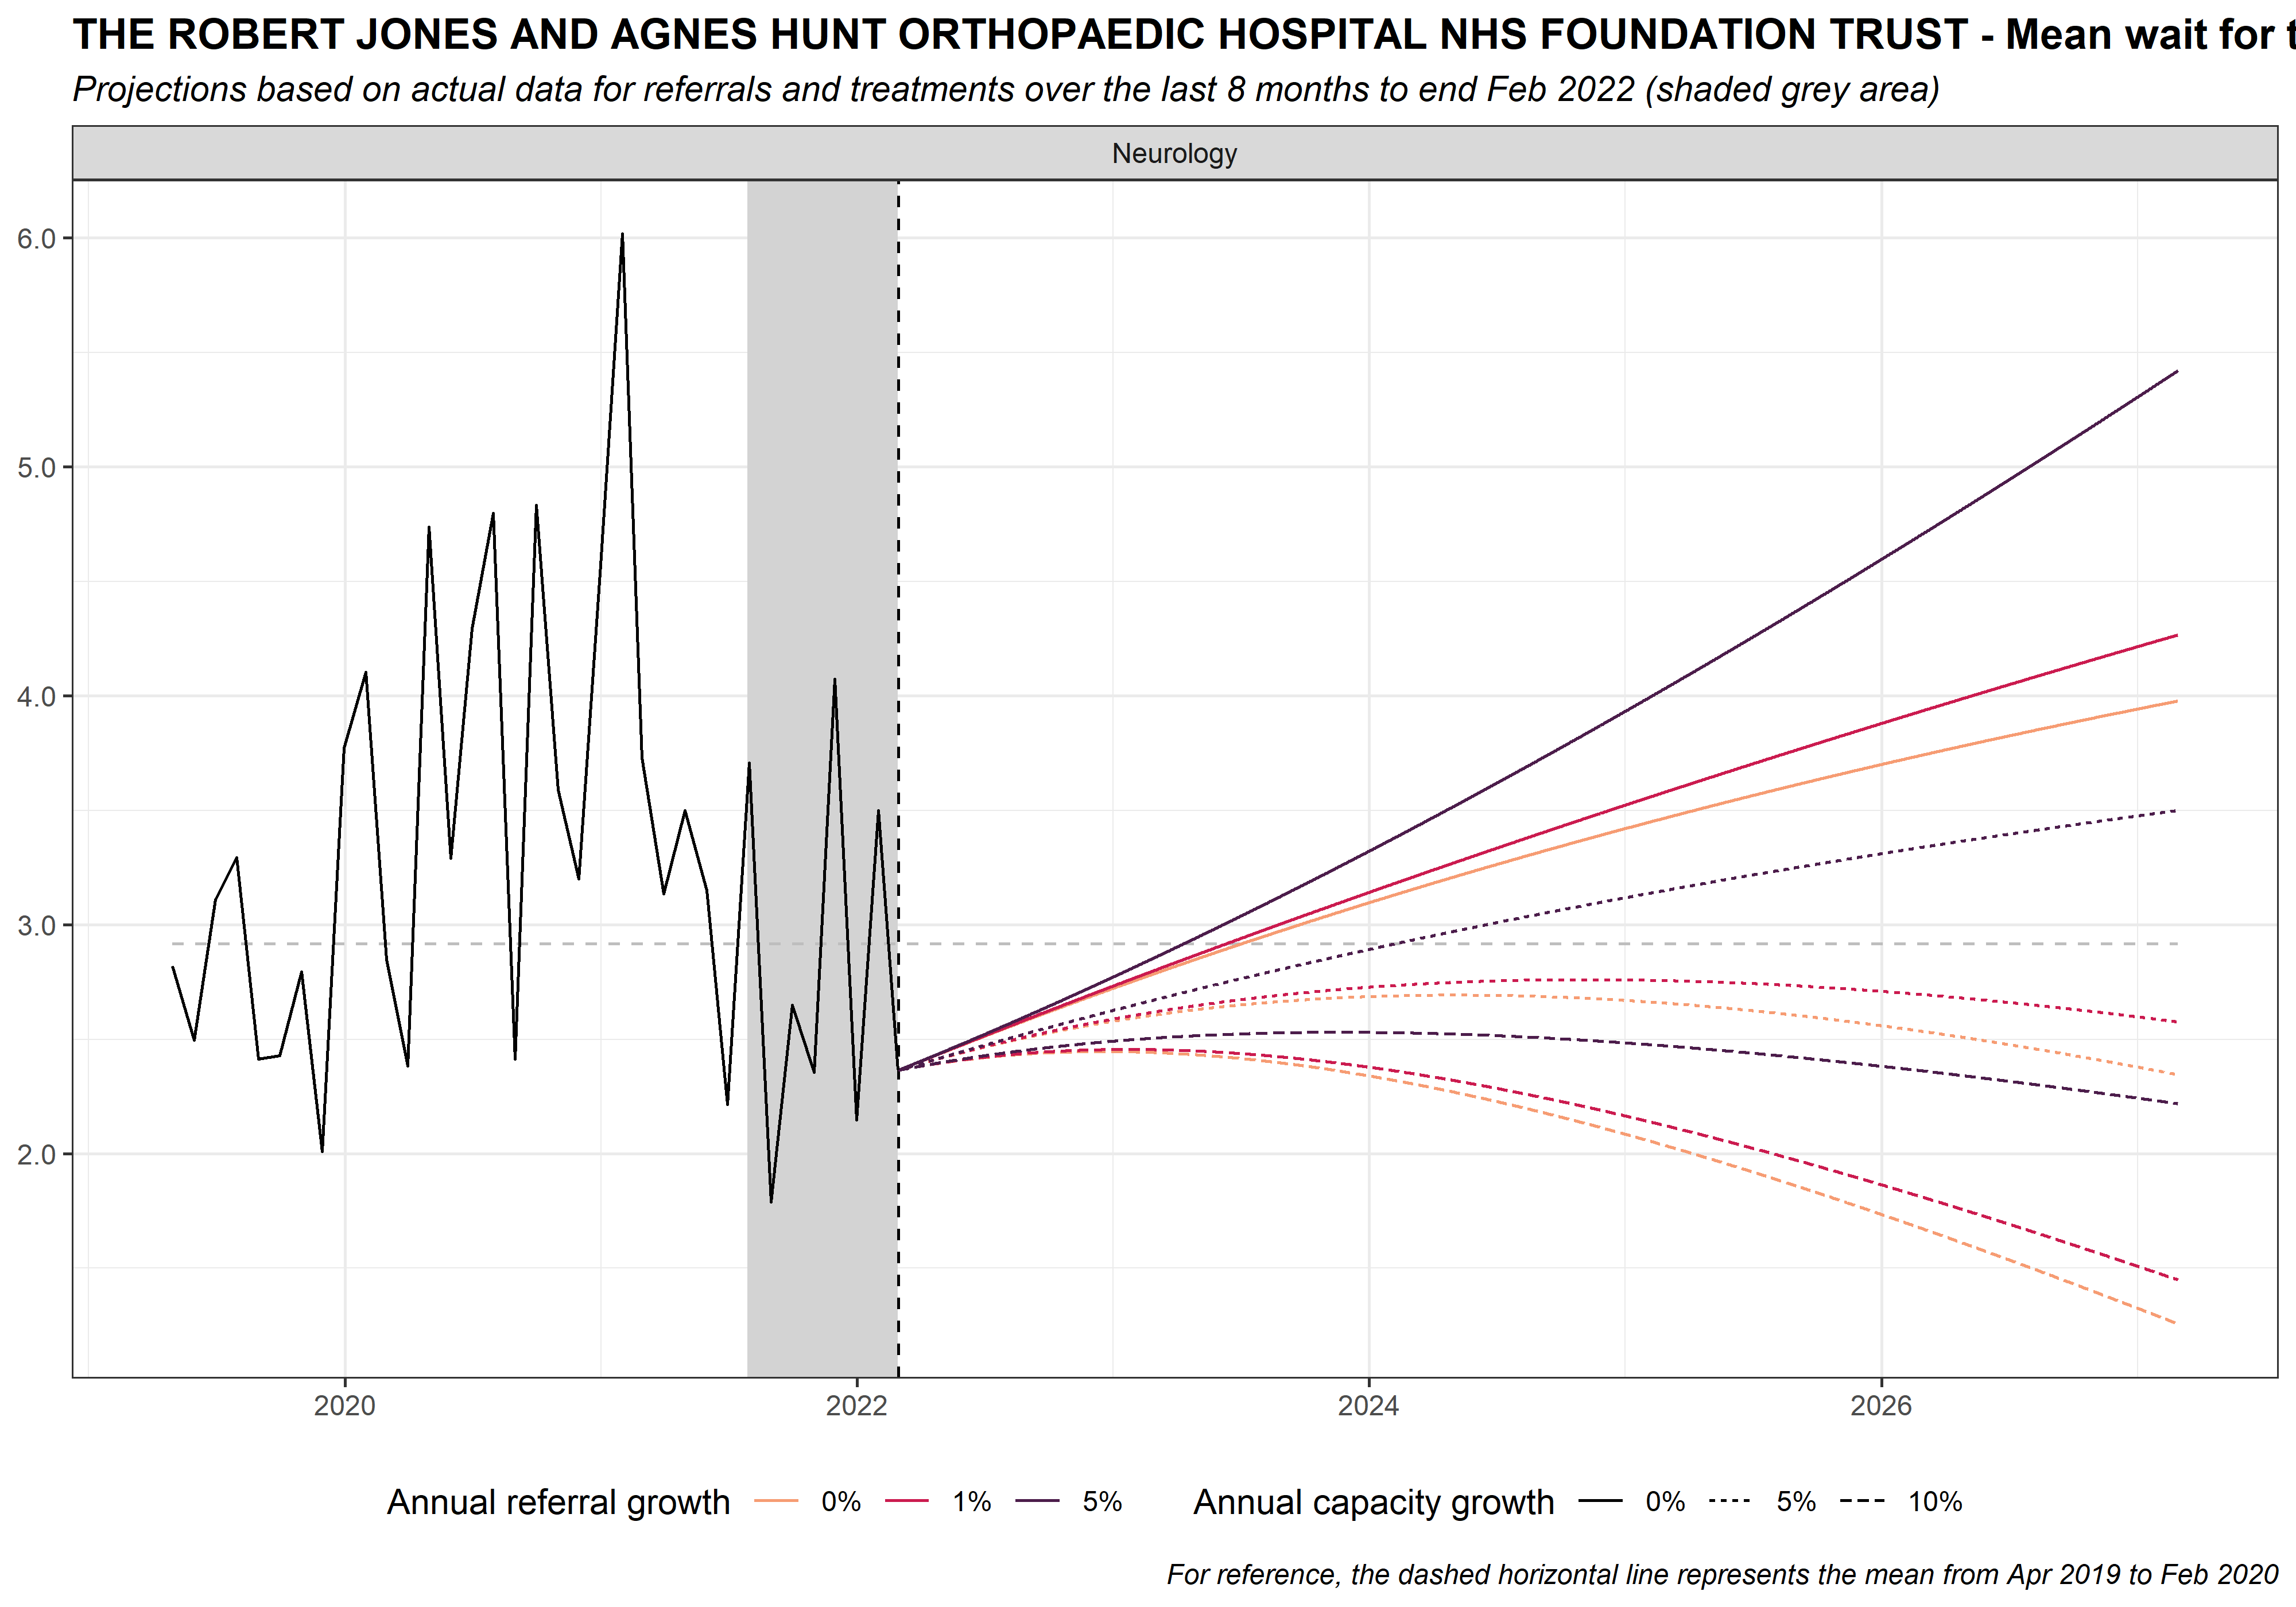 THE ROBERT JONES AND AGNES HUNT ORTHOPAEDIC HOSPITAL NHS FOUNDATION TRUST - Mean wait for t
Projections based on actual data for referrals and treatments over the last 8 months to end Feb 2022 (shaded grey area)
Neurology
6.0
5.0
4.0
3.0
2.0
2020 2022 2024 2026
Annual referral growth 0% 1% 5% Annual capacity growth 0% 5% 10%
For reference, the dashed horizontal line represents the mean from Apr 2019 to Feb 2020